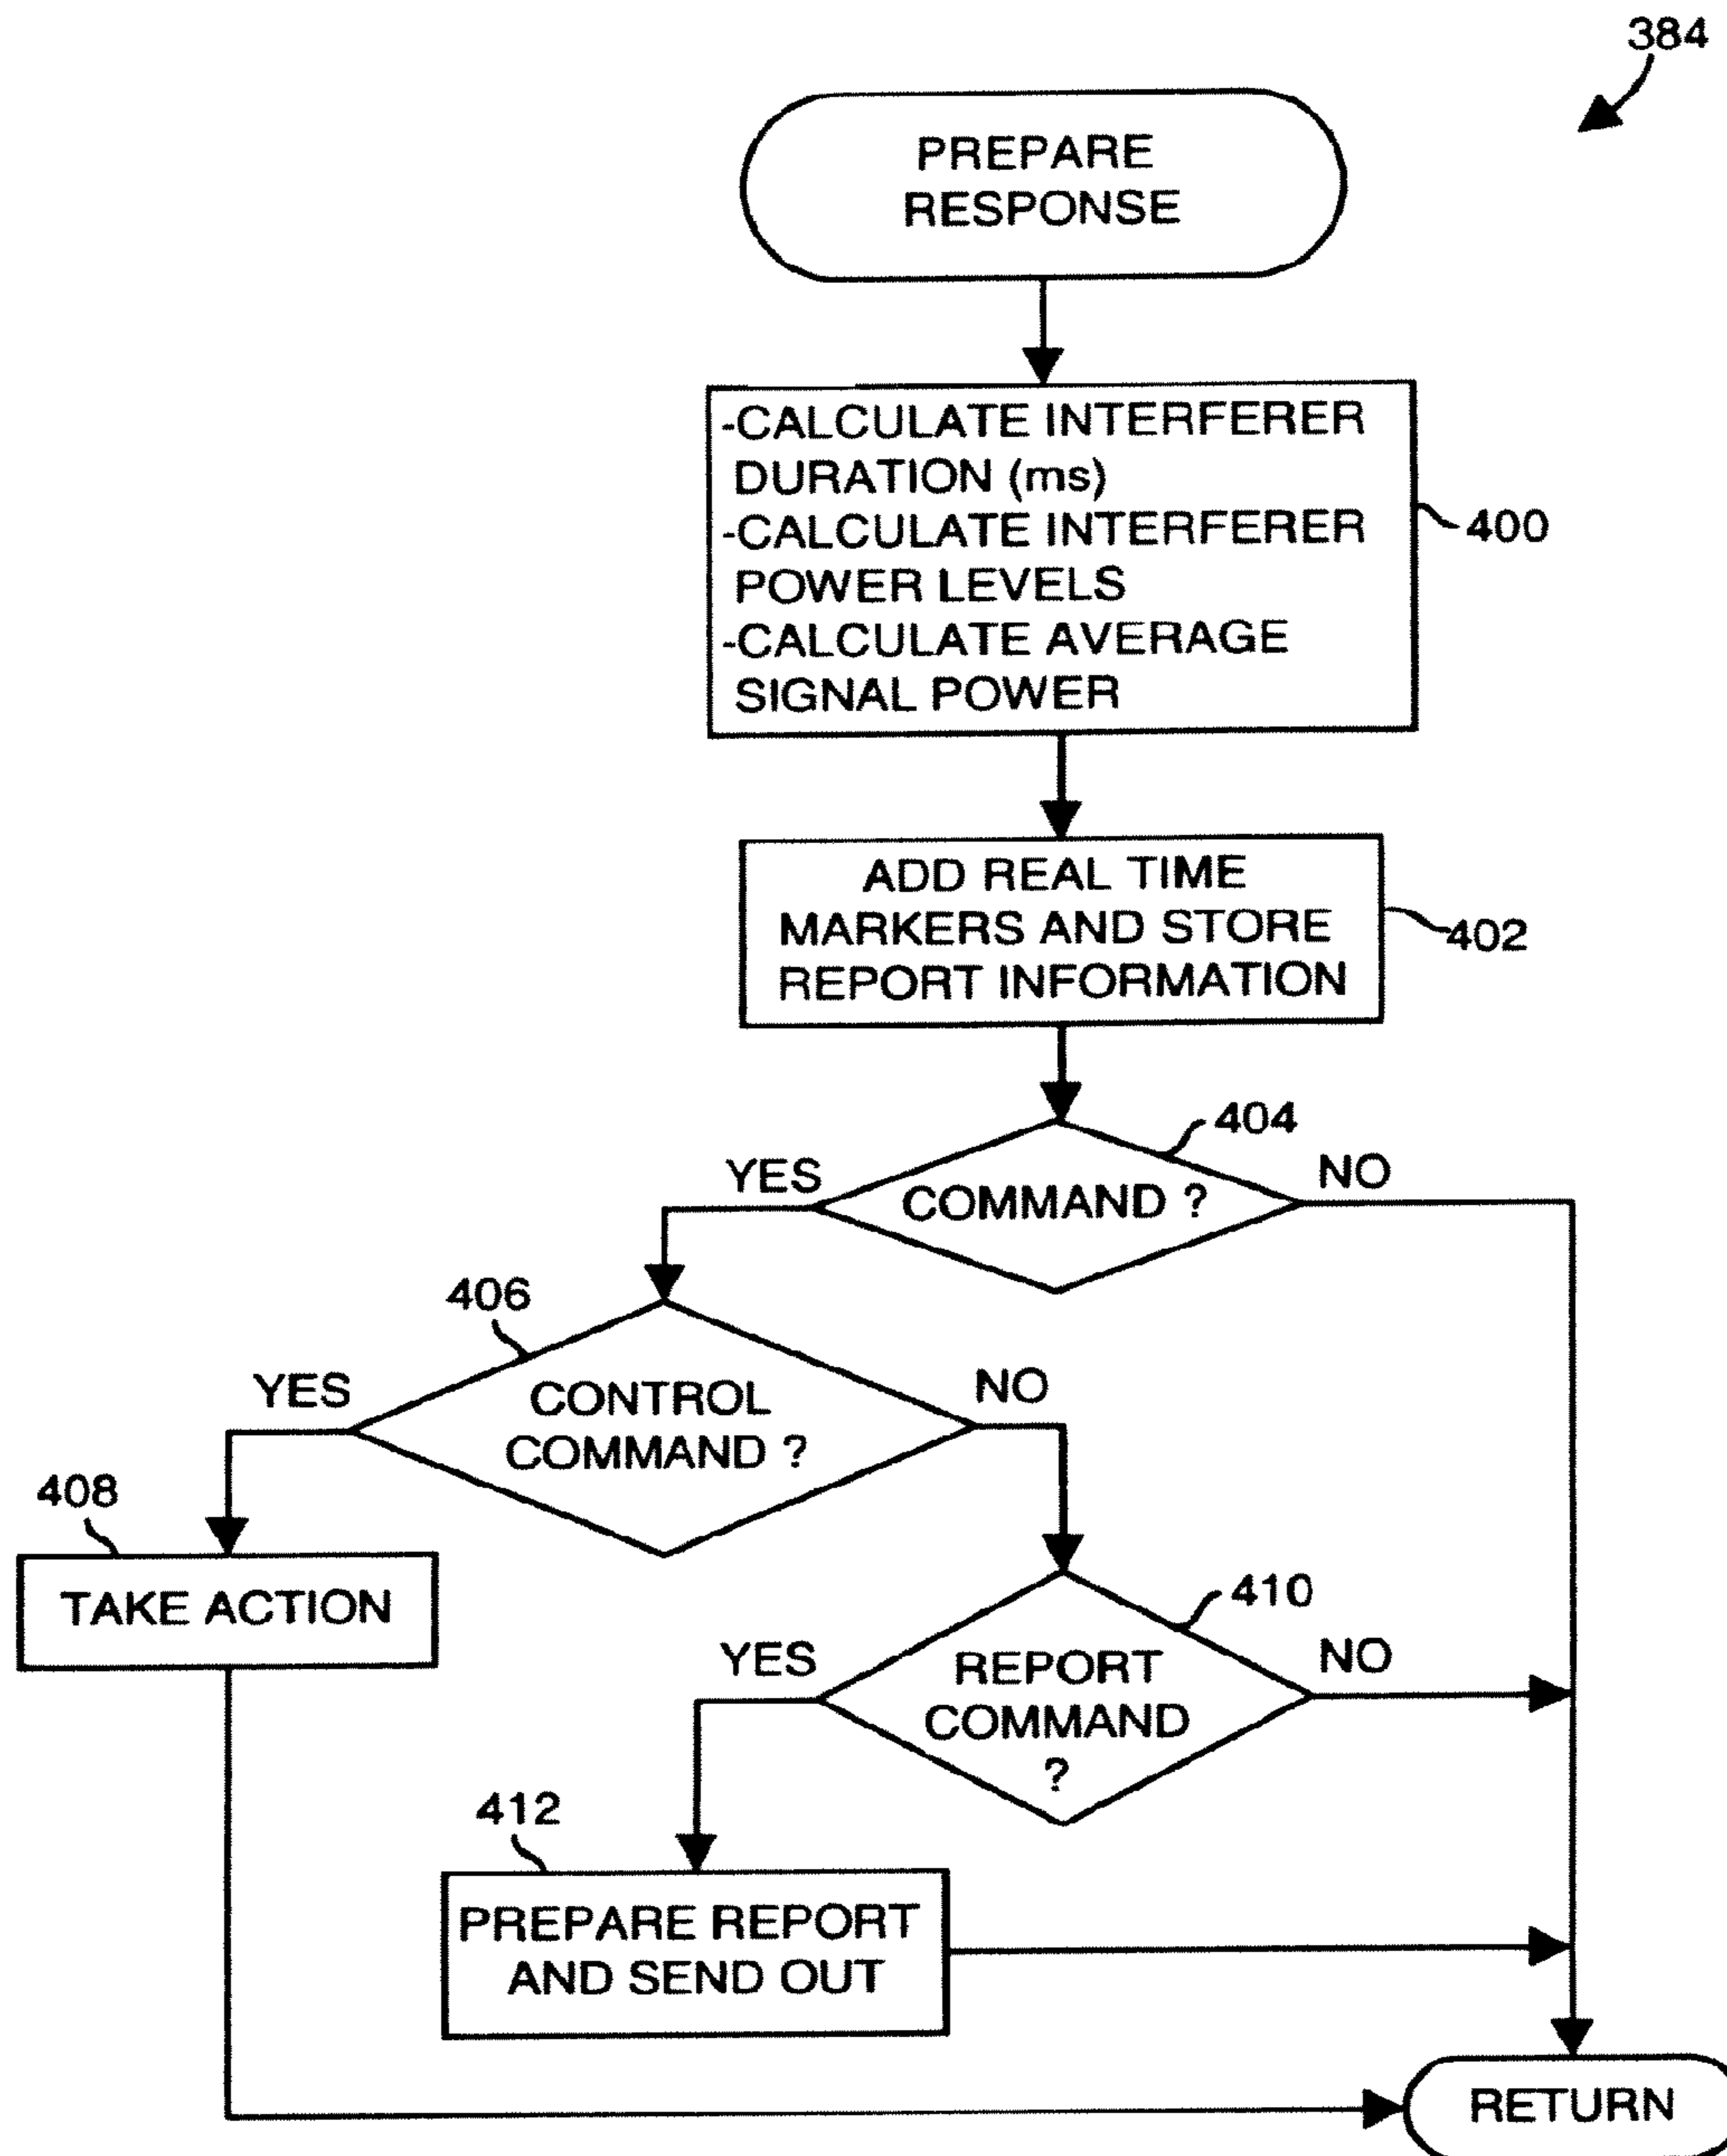 384
PREPARE
RESPONSE
-CALCULATE INTERFERER
DURATION (ms)
-CALCULATE INTERFERER
POWER LEVELS
-CALCULATE AVERAGE
SIGNAL POWER
400
ADD REAL TIME
MARKERS AND STORE
REPORT INFORMATION
402
404
YES
COMMAND ?
NO
406
YES
CONTROL
COMMAND ?
NO
408
TAKE ACTION
410
YES
REPORT
COMMAND
?
NO
412
PREPARE REPORT
AND SEND OUT
RETURN